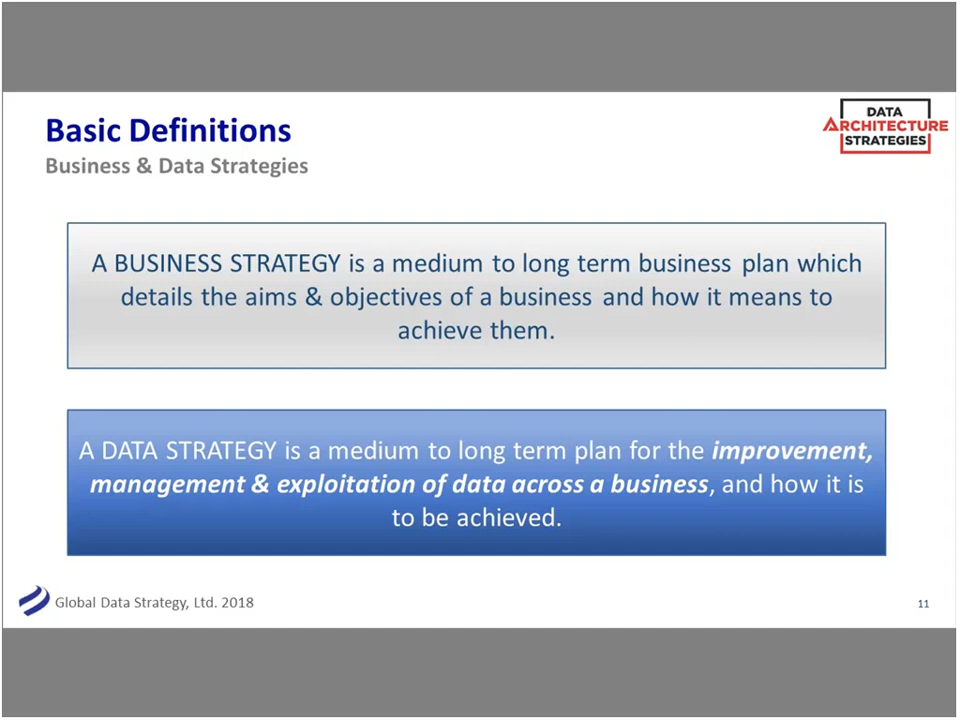 Basic Definitions
Business & Data Strategies
DATA
ARCHITECTURE
STRATEGIES
A BUSINESS STRATEGY is a medium to long term business plan which
details the aims & objectives of a business and how it means to
achieve them.
A DATA STRATEGY is a medium to long term plan for the improvement,
management & exploitation of data across a business, and how it is
to be achieved.
Global Data Strategy, Ltd. 2018
11